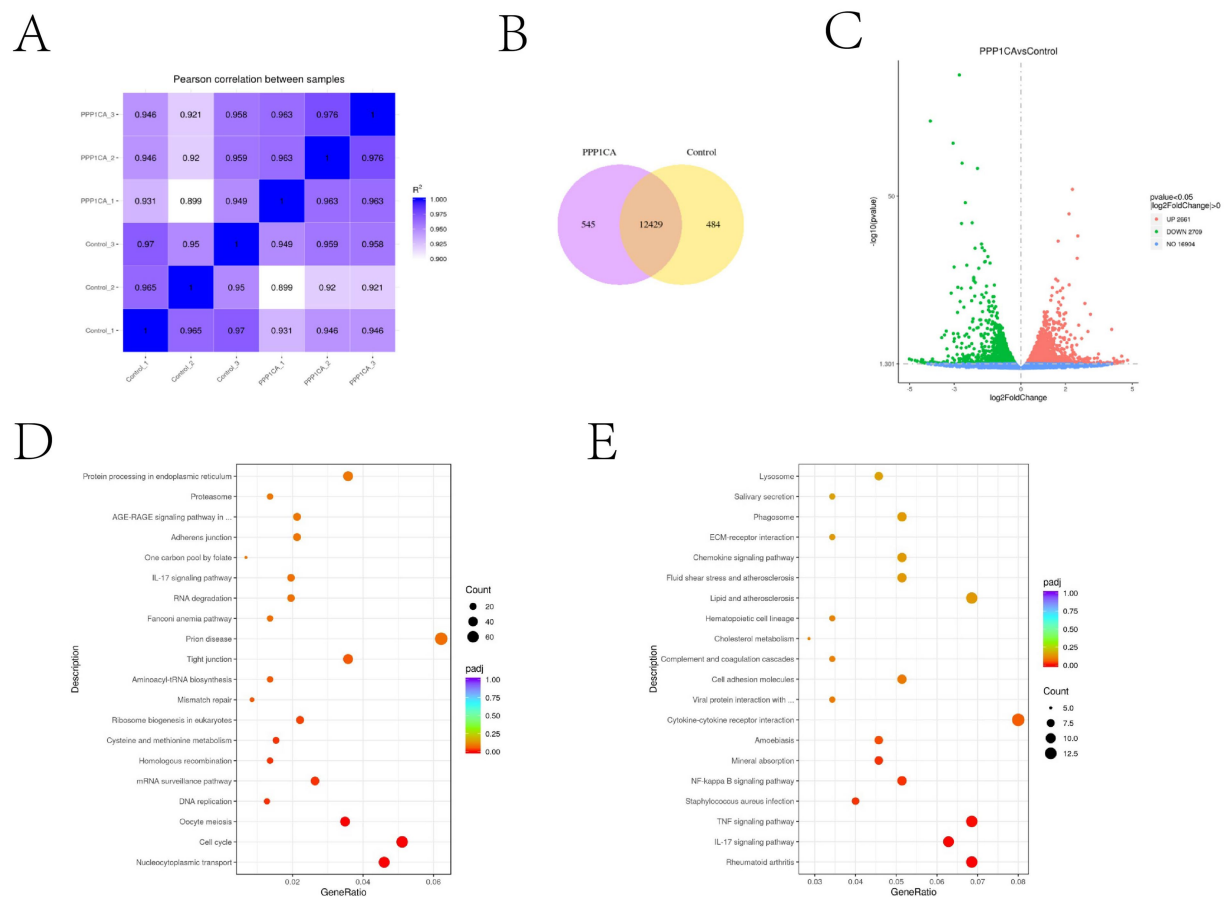 A
Pearson correlation between samples
PPP1CA_3 0.946 0.921 0.958 0.963 0.976 1
PPP1CA_2 0.946 0.92 0.959 0.963 1 0.976
PPP1CA_1 0.931 0.899 0.949 1 0.963 0.963
Control_3 0.97 0.95 1 0.949 0.959 0.958
Control_2 0.965 1 0.95 0.899 0.92 0.921
Control_1 1 0.965 0.97 0.931 0.946 0.946
Control_1 Control_2 Control_3 PPP1CA_1 PPP1CA_2 PPP1CA_3
R²
1.000
0.975
0.950
0.925
0.900
B
PPP1CA Control
545 12429 484
C
PPP1CAvsControl
-log10(pvalue)
50
1.301
-5 -3 0 2 5
log2FoldChange
pvalue<0.05
|log2FoldChange|>0
UP 2661
DOWN 2709
NO 16904
D
Description
Protein processing in endoplasmic reticulum
Proteasome
AGE-RAGE signaling pathway in ...
Adherens junction
One carbon pool by folate
IL-17 signaling pathway
RNA degradation
Fanconi anemia pathway
Prion disease
Tight junction
Aminoacyl-tRNA biosynthesis
Mismatch repair
Ribosome biogenesis in eukaryotes
Cysteine and methionine metabolism
Homologous recombination
mRNA surveillance pathway
DNA replication
Oocyte meiosis
Cell cycle
Nucleocytoplasmic transport
0.02 0.04 0.06
GeneRatio
Count
20
40
60
padj
1.00
0.75
0.50
0.25
0.00
E
Description
Lysosome
Salivary secretion
Phagosome
ECM-receptor interaction
Chemokine signaling pathway
Fluid shear stress and atherosclerosis
Lipid and atherosclerosis
Hematopoietic cell lineage
Cholesterol metabolism
Complement and coagulation cascades
Cell adhesion molecules
Viral protein interaction with ...
Cytokine-cytokine receptor interaction
Amoebiasis
Mineral absorption
NF-kappa B signaling pathway
Staphylococcus aureus infection
TNF signaling pathway
IL-17 signaling pathway
Rheumatoid arthritis
0.03 0.04 0.05 0.06 0.07 0.08
GeneRatio
padj
1.00
0.75
0.50
0.25
0.00
Count
5.0
7.5
10.0
12.5